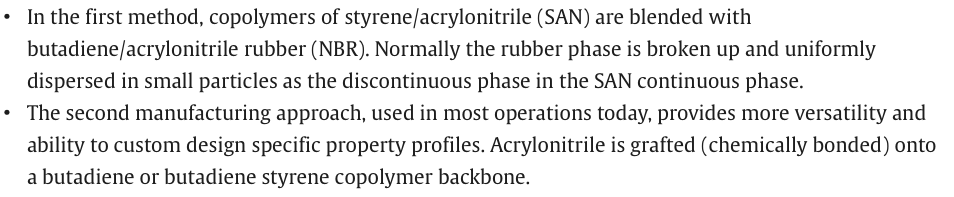 • In the first method, copolymers of styrene/acrylonitrile (SAN) are blended with
butadiene/acrylonitrile rubber (NBR). Normally the rubber phase is broken up and uniformly
dispersed in small particles as the discontinuous phase in the SAN continuous phase.
• The second manufacturing approach, used in most operations today, provides more versatility and
ability to custom design specific property profiles. Acrylonitrile is grafted (chemically bonded) onto
a butadiene or butadiene styrene copolymer backbone.